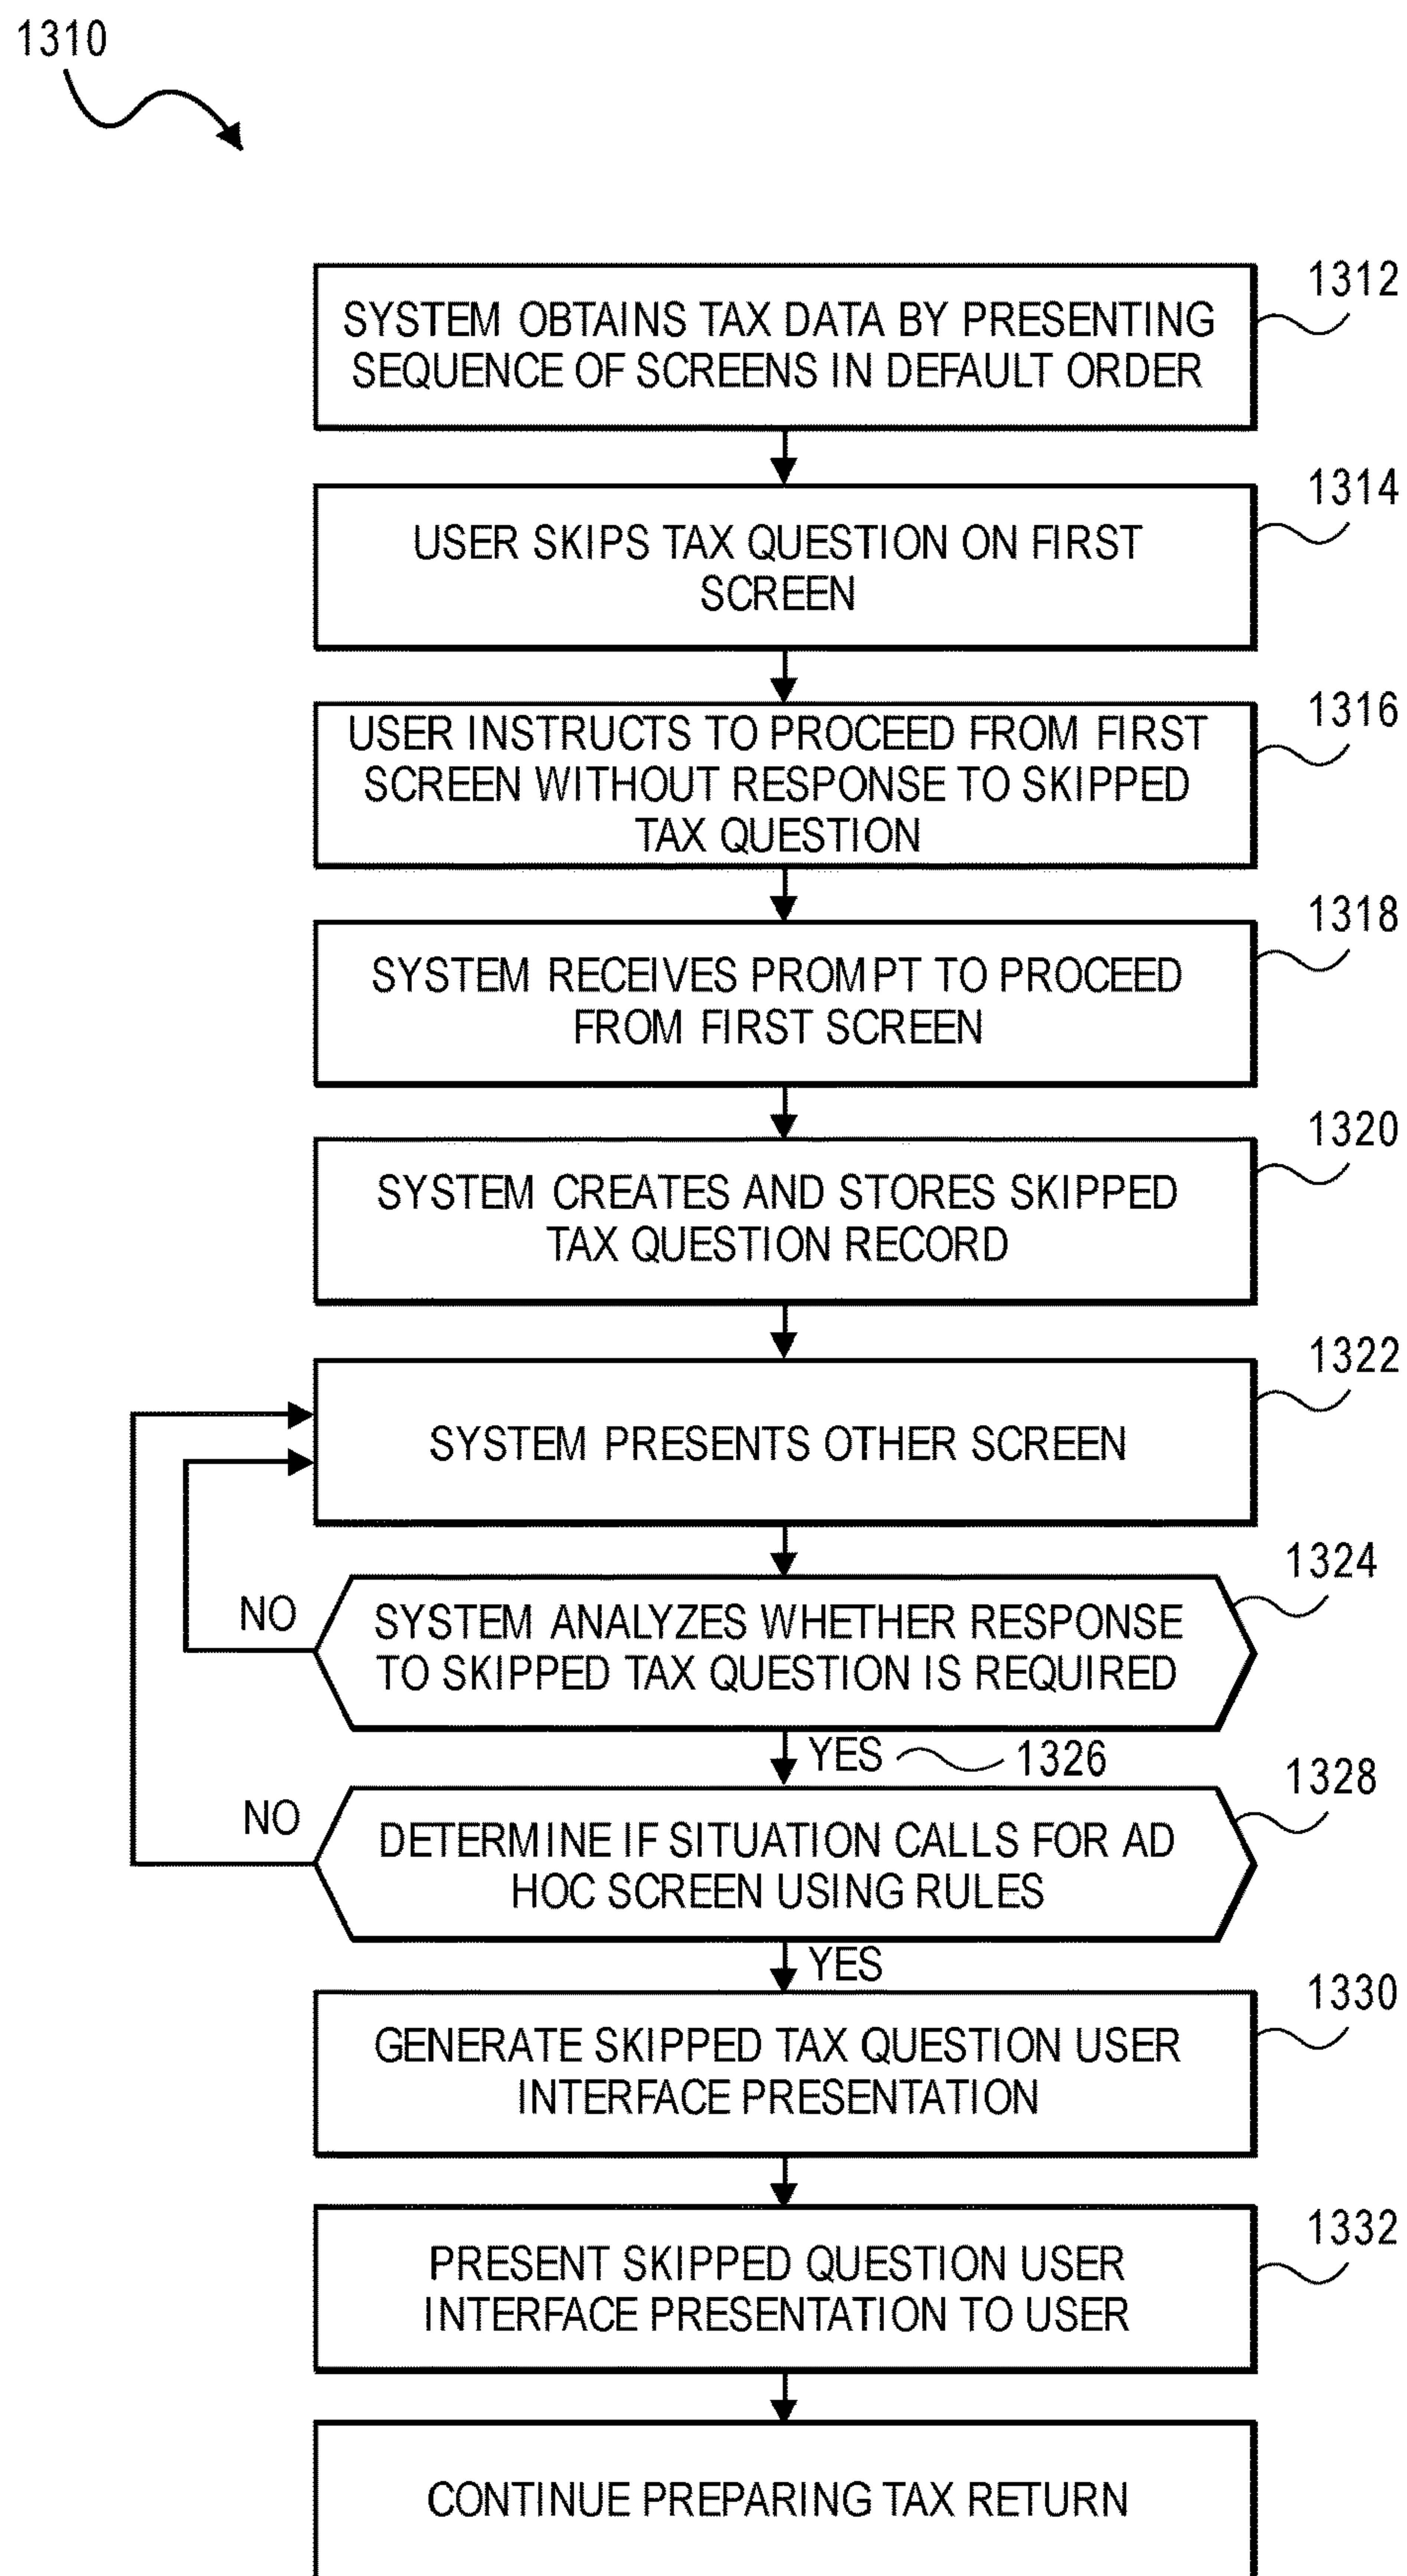 1310
SYSTEM OBTAINS TAX DATA BY PRESENTING
SEQUENCE OF SCREENS IN DEFAULT ORDER
1312
USER SKIPS TAX QUESTION ON FIRST
SCREEN
1314
USER INSTRUCTS TO PROCEED FROM FIRST
SCREEN WITHOUT RESPONSE TO SKIPPED
TAX QUESTION
1316
SYSTEM RECEIVES PROMPT TO PROCEED
FROM FIRST SCREEN
1318
SYSTEM CREATES AND STORES SKIPPED
TAX QUESTION RECORD
1320
SYSTEM PRESENTS OTHER SCREEN
1322
SYSTEM ANALYZES WHETHER RESPONSE
TO SKIPPED TAX QUESTION IS REQUIRED
1324
NO
YES
1326
DETERMINE IF SITUATION CALLS FOR AD
HOC SCREEN USING RULES
1328
NO
YES
GENERATE SKIPPED TAX QUESTION USER
INTERFACE PRESENTATION
1330
PRESENT SKIPPED QUESTION USER
INTERFACE PRESENTATION TO USER
1332
CONTINUE PREPARING TAX RETURN